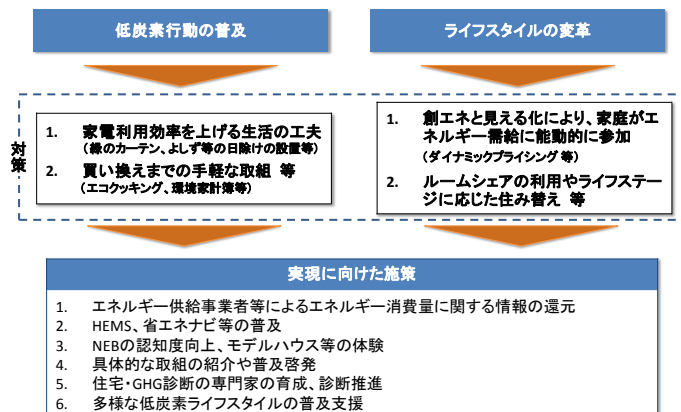 低炭素行動の普及
ライフスタイルの変革
対策
1. 家電利用効率を上げる生活の工夫
(緑のカーテン、よしず等の日除けの設置等)
2. 買い換えまでの手軽な取組 等
(エコクッキング、環境家計簿等)
1. 創エネと見える化により、家庭がエ
ネルギー需給に能動的に参加
(ダイナミックプライシング 等)
2. ルームシェアの利用やライフステー
ジに応じた住み替え 等
実現に向けた施策
1. エネルギー供給事業者等によるエネルギー消費量に関する情報の還元
2. HEMS、省エネナビ等の普及
3. NEBの認知度向上、モデルハウス等の体験
4. 具体的な取組の紹介や普及啓発
5. 住宅・GHG診断の専門家の育成、診断推進
6. 多様な低炭素ライフスタイルの普及支援